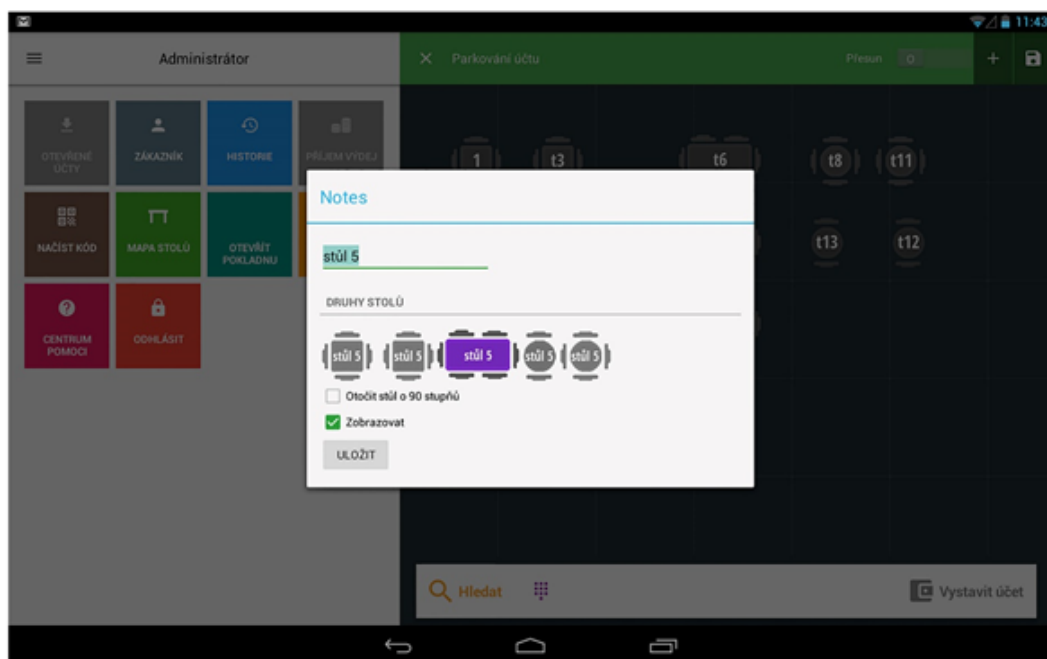 11:43
Administrátor
Parkování účtu
Přesun
OTEVŘENÉ ÚČTY
ZÁKAZNÍK
HISTORIE
PŘÍJEM VÝDEJ
1
t3
t6
t8
t11
Notes
NAČÍST KÓD
MAPA STOLŮ
OTEVŘÍT POKLADNU
stůl 5
t13
t12
DRUHY STOLŮ
CENTRUM POMOCI
ODHLÁSIT
stůl 5
stůl 5
stůl 5
stůl 5
stůl 5
Otočit stůl o 90 stupňů
Zobrazovat
ULOŽIT
Hledat
Vystavit účet